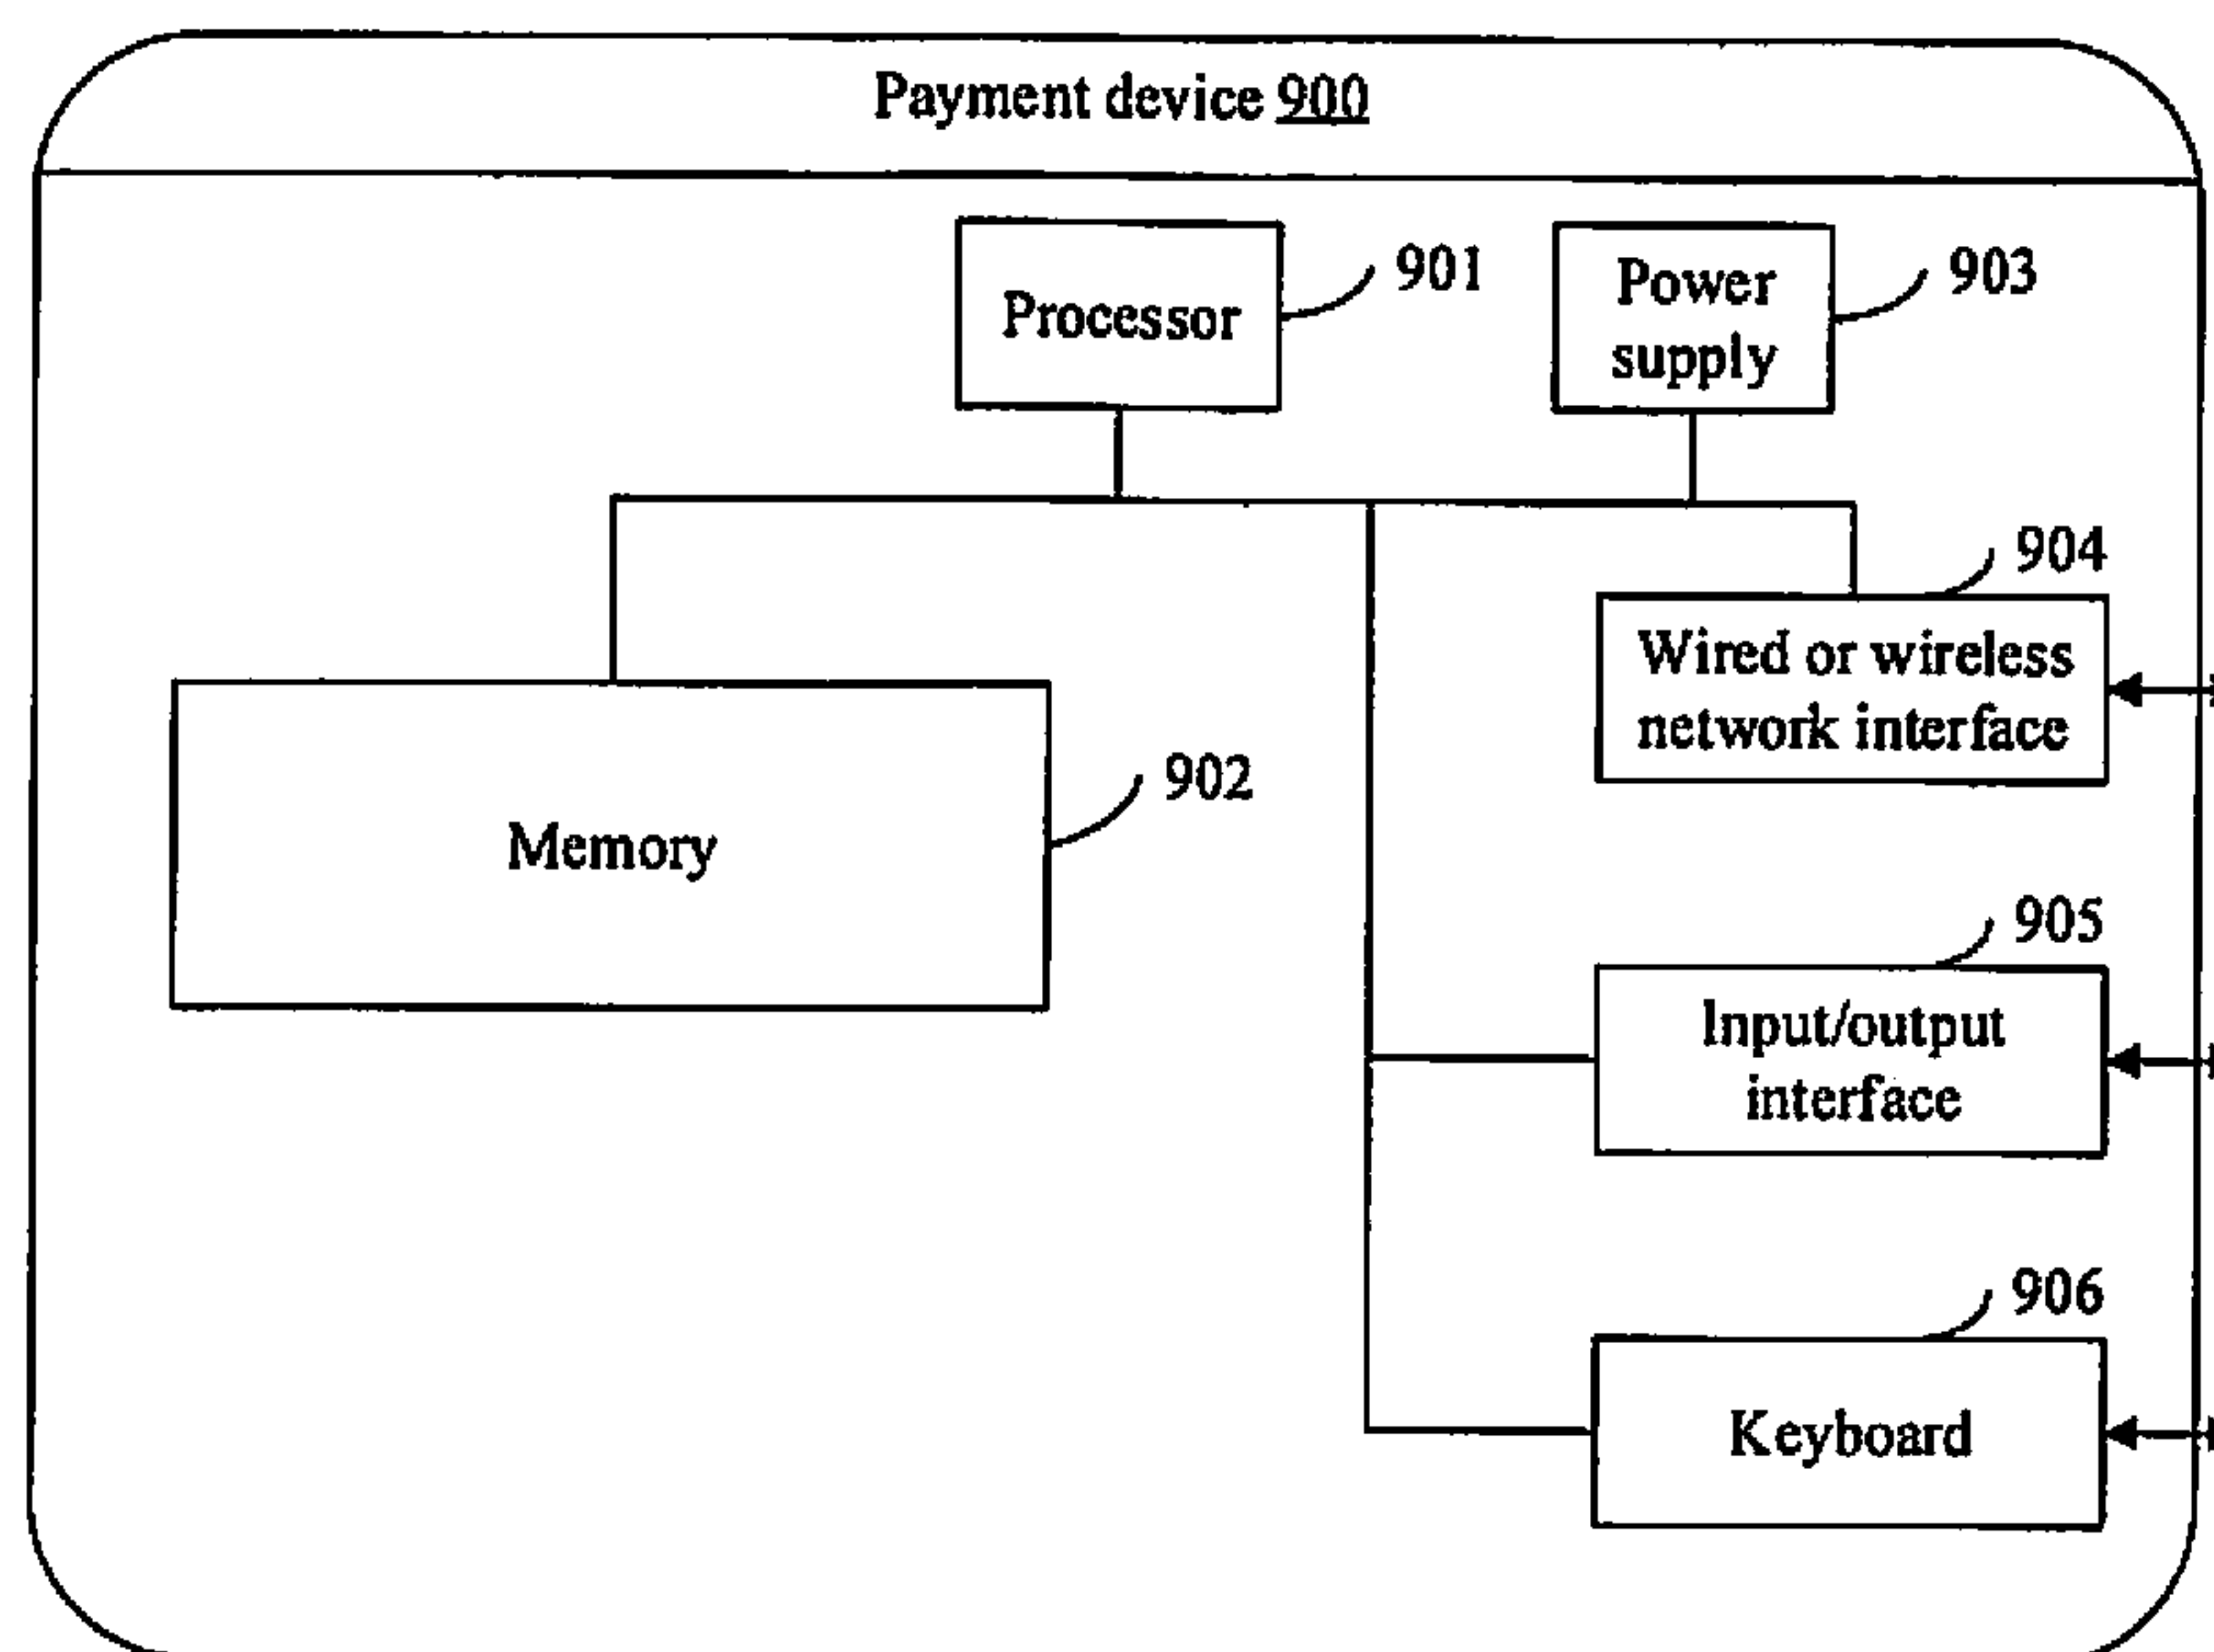 Payment device 900
Processor
901
Power
supply
903
904
Wired or wireless
network interface
Memory
902
905
Input/output
interface
906
Keyboard